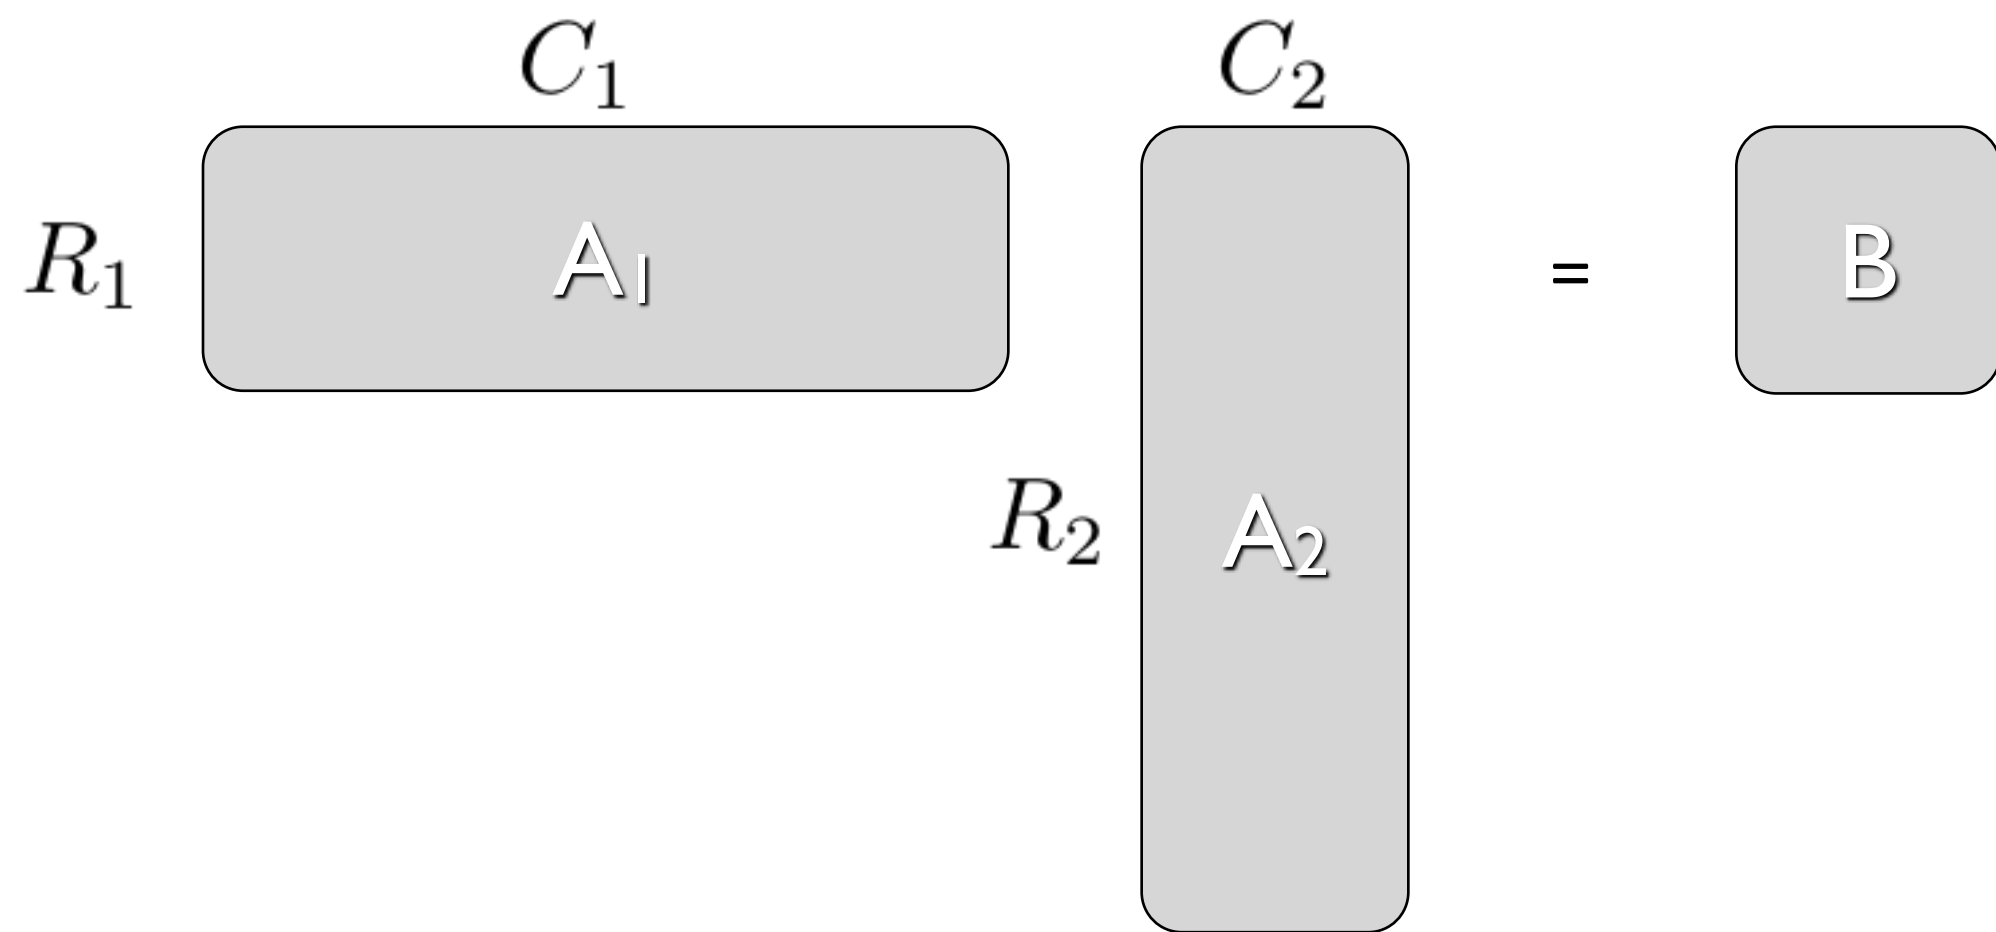 C₁ C₂
R₁ A₁ = B
R₂ A₂